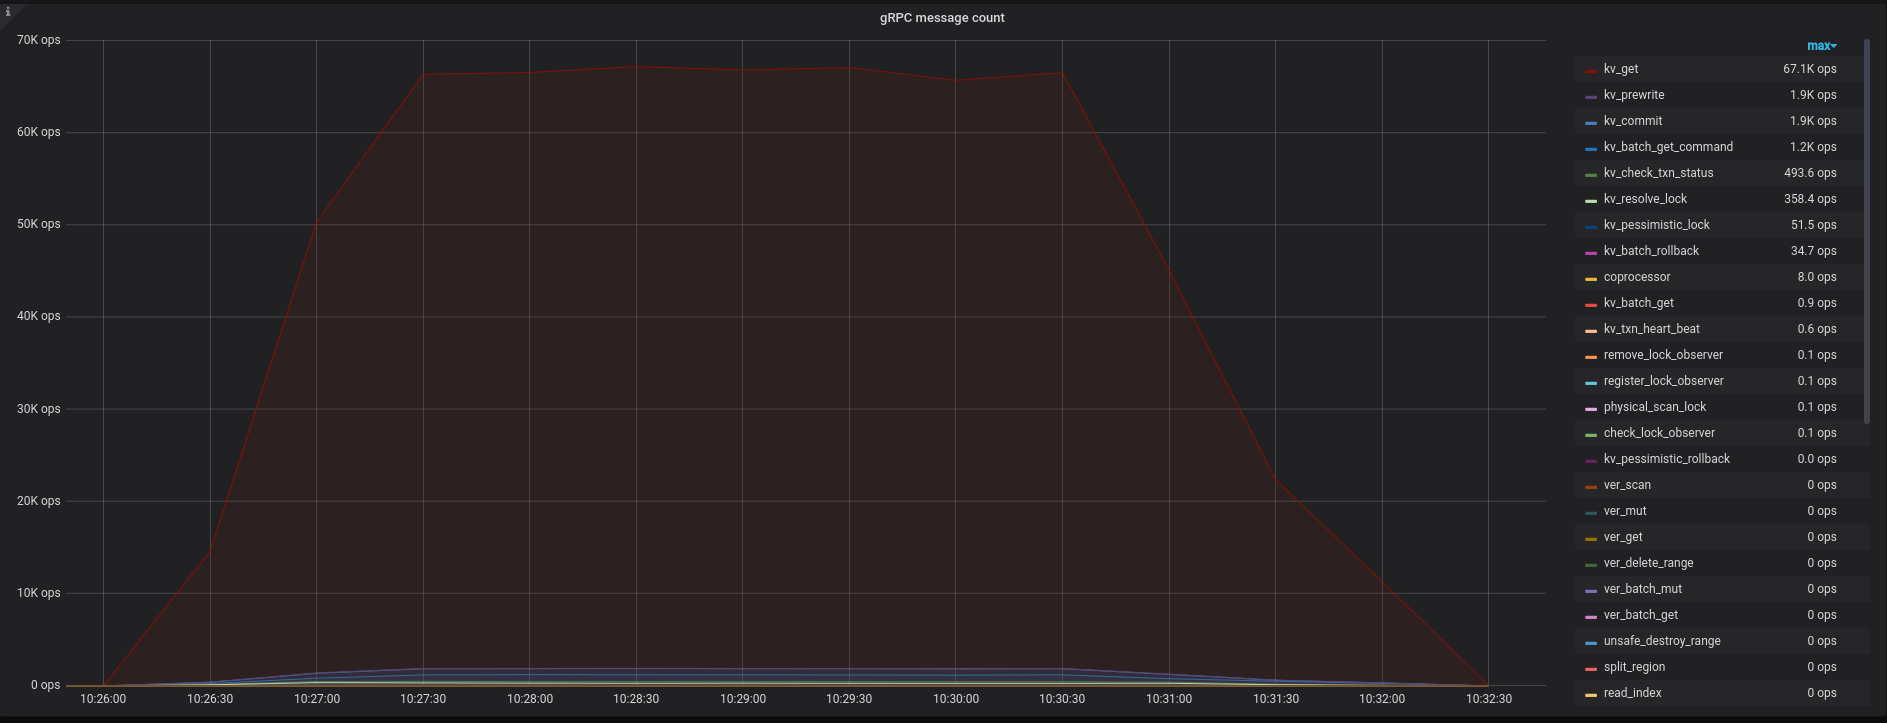 gRPC message count
70K ops
60K ops
50K ops
40K ops
30K ops
20K ops
10K ops
0 ops
10:26:00 10:26:30 10:27:00 10:27:30 10:28:00 10:28:30 10:29:00 10:29:30 10:30:00 10:30:30 10:31:00 10:31:30 10:32:00 10:32:30
max
kv_get 67.1K ops
kv_prewrite 1.9K ops
kv_commit 1.9K ops
kv_batch_get_command 1.2K ops
kv_check_txn_status 493.6 ops
kv_resolve_lock 358.4 ops
kv_pessimistic_lock 51.5 ops
kv_batch_rollback 34.7 ops
coprocessor 8.0 ops
kv_batch_get 0.9 ops
kv_txn_heart_beat 0.6 ops
remove_lock_observer 0.1 ops
register_lock_observer 0.1 ops
physical_scan_lock 0.1 ops
check_lock_observer 0.1 ops
kv_pessimistic_rollback 0.0 ops
ver_scan 0 ops
ver_mut 0 ops
ver_get 0 ops
ver_delete_range 0 ops
ver_batch_mut 0 ops
ver_batch_get 0 ops
unsafe_destroy_range 0 ops
split_region 0 ops
read_index 0 ops